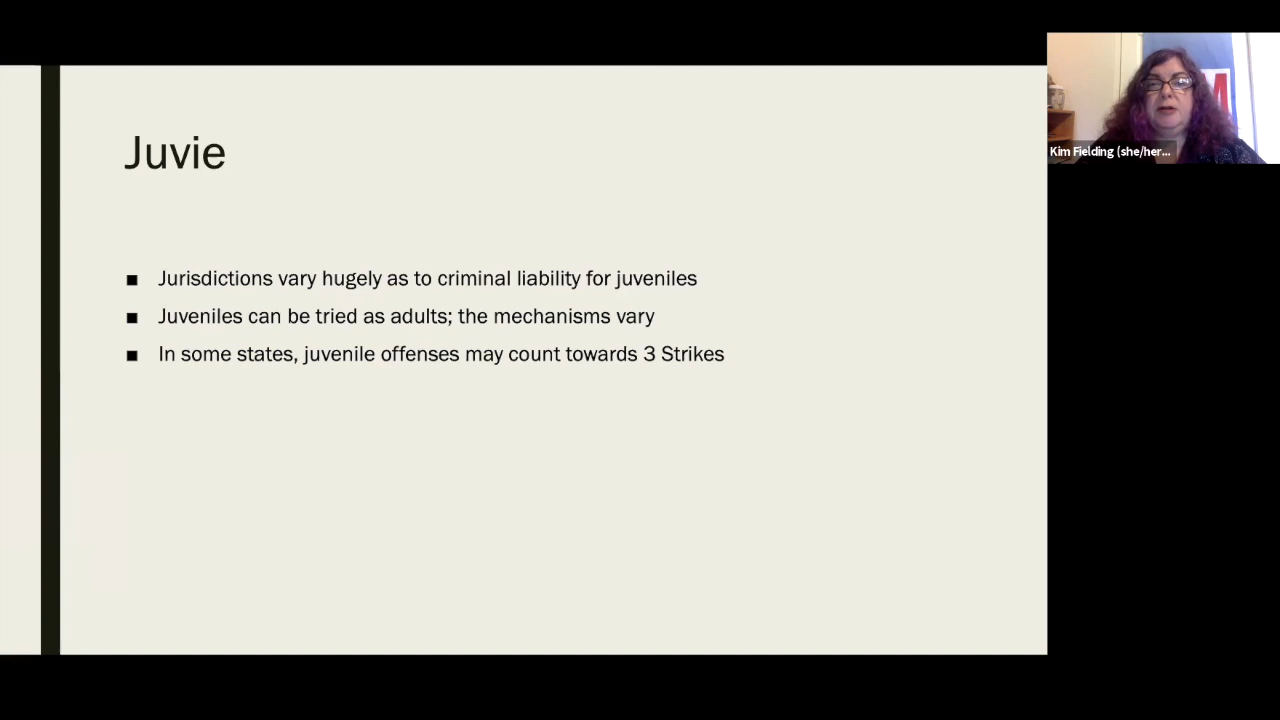 Juvie
Jurisdictions vary hugely as to criminal liability for juveniles
Juveniles can be tried as adults; the mechanisms vary
In some states, juvenile offenses may count towards 3 Strikes
Kim Fielding (she/her...